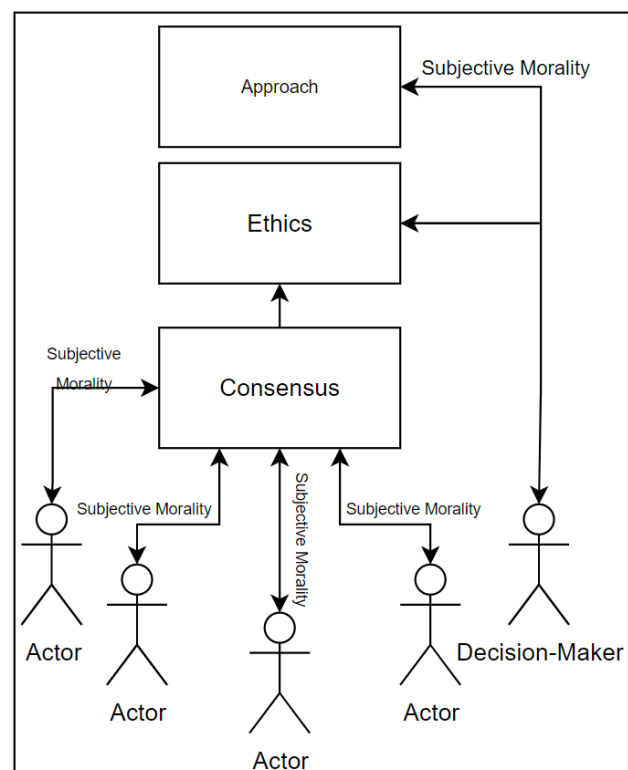 Subjective Morality
Approach
Ethics
Subjective
Morality
Consensus
Subjective Morality
Subjective Morality
Subjective Morality
Actor
Actor
Actor
Actor
Decision-Maker